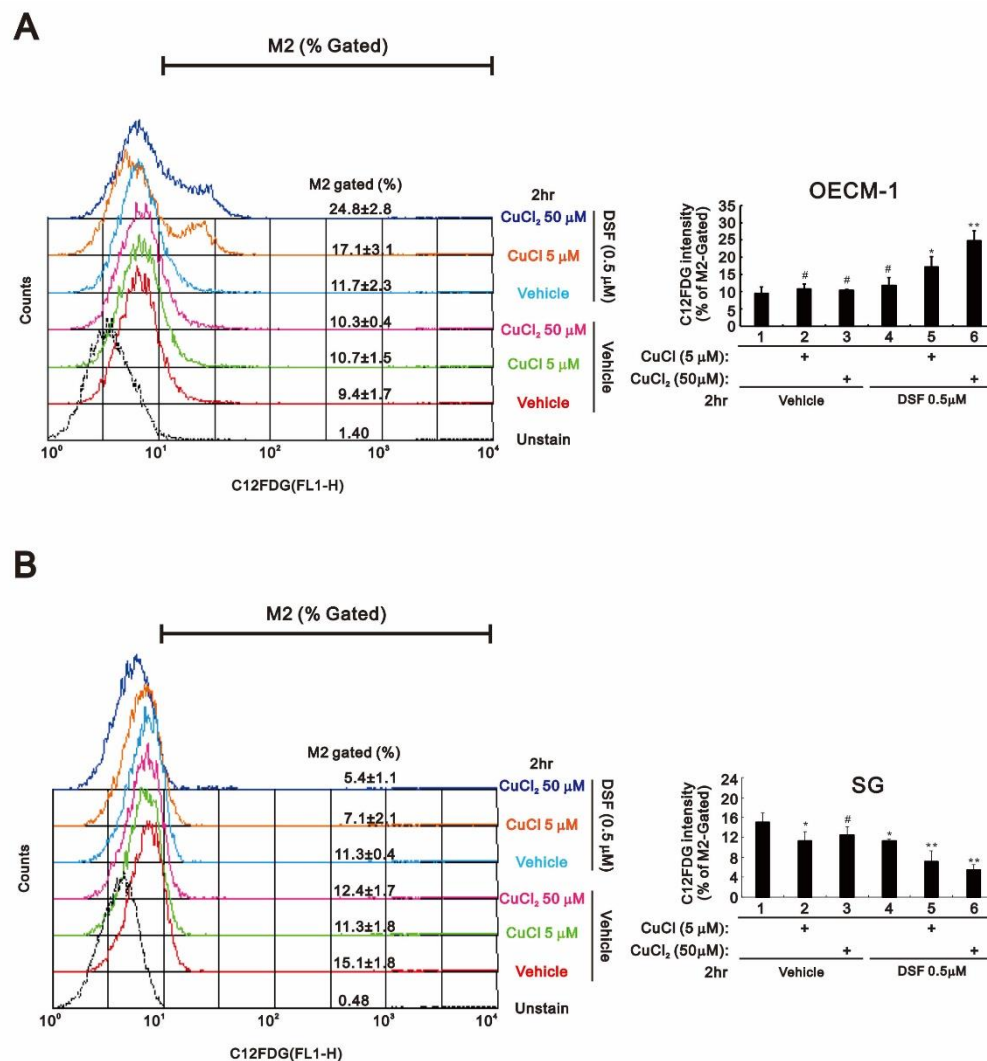 A
M2 (% Gated)
M2 gated (%)
2hr
24.8±2.8
CuCl₂ 50 μM
17.1±3.1
CuCl 5 μM
11.7±2.3
Vehicle
DSF (0.5 μM)
10.3±0.4
CuCl₂ 50 μM
10.7±1.5
CuCl 5 μM
9.4±1.7
Vehicle
Vehicle
1.40
Unstain
Counts
10⁰ 10¹ 10² 10³ 10⁴
C12FDG(FL1-H)
OECM-1
C12FDG intensity
(% of M2-Gated)
35
30
25
20
15
10
5
0
# # # * **
1 2 3 4 5 6
CuCl (5 μM): + +
CuCl₂ (50μM): + +
2hr Vehicle DSF 0.5μM
B
M2 (% Gated)
M2 gated (%)
2hr
5.4±1.1
CuCl₂ 50 μM
7.1±2.1
CuCl 5 μM
11.3±0.4
Vehicle
DSF (0.5 μM)
12.4±1.7
CuCl₂ 50 μM
11.3±1.8
CuCl 5 μM
15.1±1.8
Vehicle
Vehicle
0.48
Unstain
Counts
10⁰ 10¹ 10² 10³ 10⁴
C12FDG(FL1-H)
SG
C12FDG intensity
(% of M2-Gated)
24
20
16
12
8
4
0
* # * ** **
1 2 3 4 5 6
CuCl (5 μM): + +
CuCl₂ (50μM): + +
2hr Vehicle DSF 0.5μM